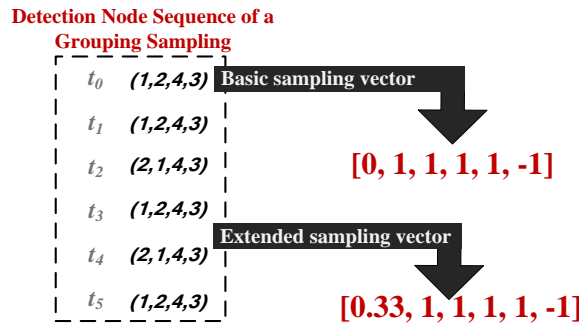 Detection Node Sequence of a
Grouping Sampling
t0 (1,2,4,3) Basic sampling vector
t1 (1,2,4,3)
[0, 1, 1, 1, 1, -1]
t2 (2,1,4,3)
t3 (1,2,4,3)
Extended sampling vector
t4 (2,1,4,3)
t5 (1,2,4,3)
[0.33, 1, 1, 1, 1, -1]